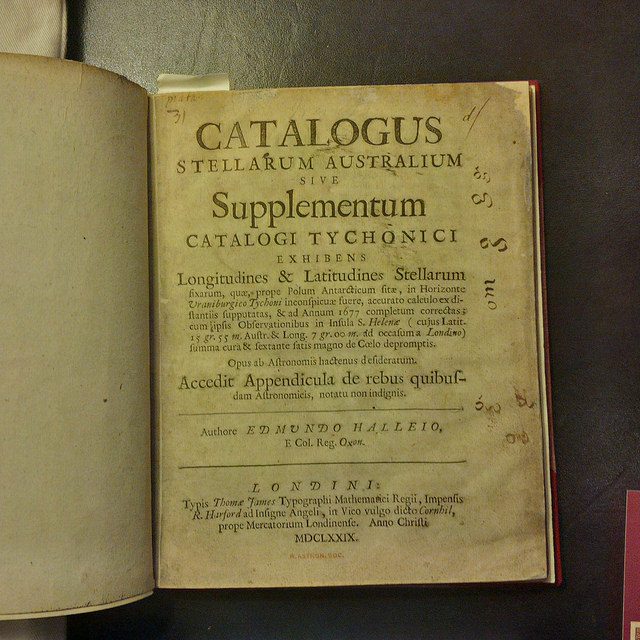 31
CATALOGUS
STELLARUM AUSTRALIUM
SIVE
Supplementum
CATALOGI TYCHONICI
EXHIBENS
Longitudines & Latitudines Stellarum
fixarum, quæ, prope Polum Antarcticum sitæ, in Horizonte
Uraniburgico Tychoni inconspicuæ fuere, accurato calculo ex di-
stantiis supputatas, & ad Annum 1677 completum correctas;
cum ipsis Observationibus in Insula S. Helenæ (cujus Latit.
15 gr. 55 m. Austr. & Long. 7 gr. 00 m. ad occasum a Londino)
summa cura & sextante satis magno de Cœlo depromptis.
Opus ab Astronomis hactenus desideratum.
Accedit Appendicula de rebus quibus-
dam Astronomicis, notatu non indignis.
Authore EDMUNDO HALLEIO,
E Col. Reg. Oxon.
LONDINI:
Typis Thomæ James Typographi Mathematici Regii, Impensis
R. Harford ad Insigne Angeli, in Vico vulgo dicto Cornhil,
prope Mercatorium Londinense. Anno Christi
MDCLXXIX.
R. ASTRON. SOC.